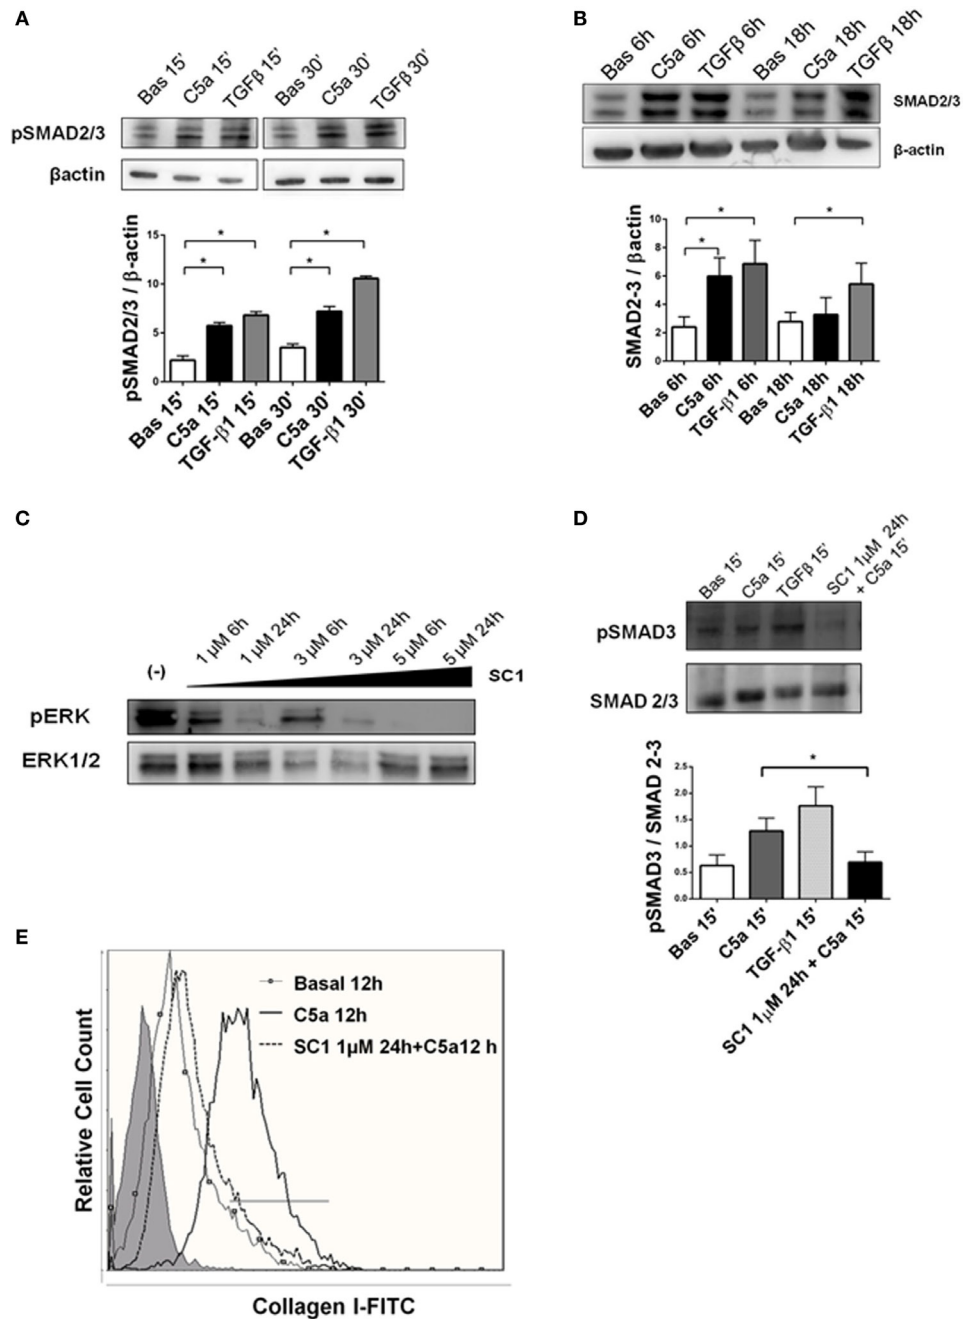 A
Bas 15'
C5a 15'
TGFβ 15'
Bas 30'
C5a 30'
TGFβ 30'
pSMAD2/3
βactin
pSMAD2/3 / β-actin
15
10
5
0
*
*
*
*
Bas 15'
C5a 15'
TGF-β1 15'
Bas 30'
C5a 30'
TGF-β1 30'
B
Bas 6h
C5a 6h
TGFβ 6h
Bas 18h
C5a 18h
TGFβ 18h
SMAD2/3
β-actin
SMAD2-3 / βactin
10
8
6
4
2
0
*
*
*
Bas 6h
C5a 6h
TGF-β1 6h
Bas 18h
C5a 18h
TGF-β1 18h
C
(-)
1 µM 6h
1 µM 24h
3 µM 6h
3 µM 24h
5 µM 6h
5 µM 24h
SC1
pERK
ERK1/2
D
Bas 15'
C5a 15'
TGFβ 15'
SC1 1µM 24h
+ C5a 15'
pSMAD3
SMAD 2/3
pSMAD3 / SMAD 2-3
2.5
2.0
1.5
1.0
0.5
0.0
*
Bas 15'
C5a 15'
TGF-β1 15'
SC1 1µM 24h + C5a 15'
E
Relative Cell Count
Basal 12h
C5a 12h
SC1 1µM 24h+C5a12 h
Collagen I-FITC